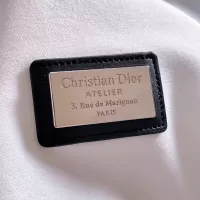 Christian Dior
ATELIER
3, Rue de Marignan
PARIS